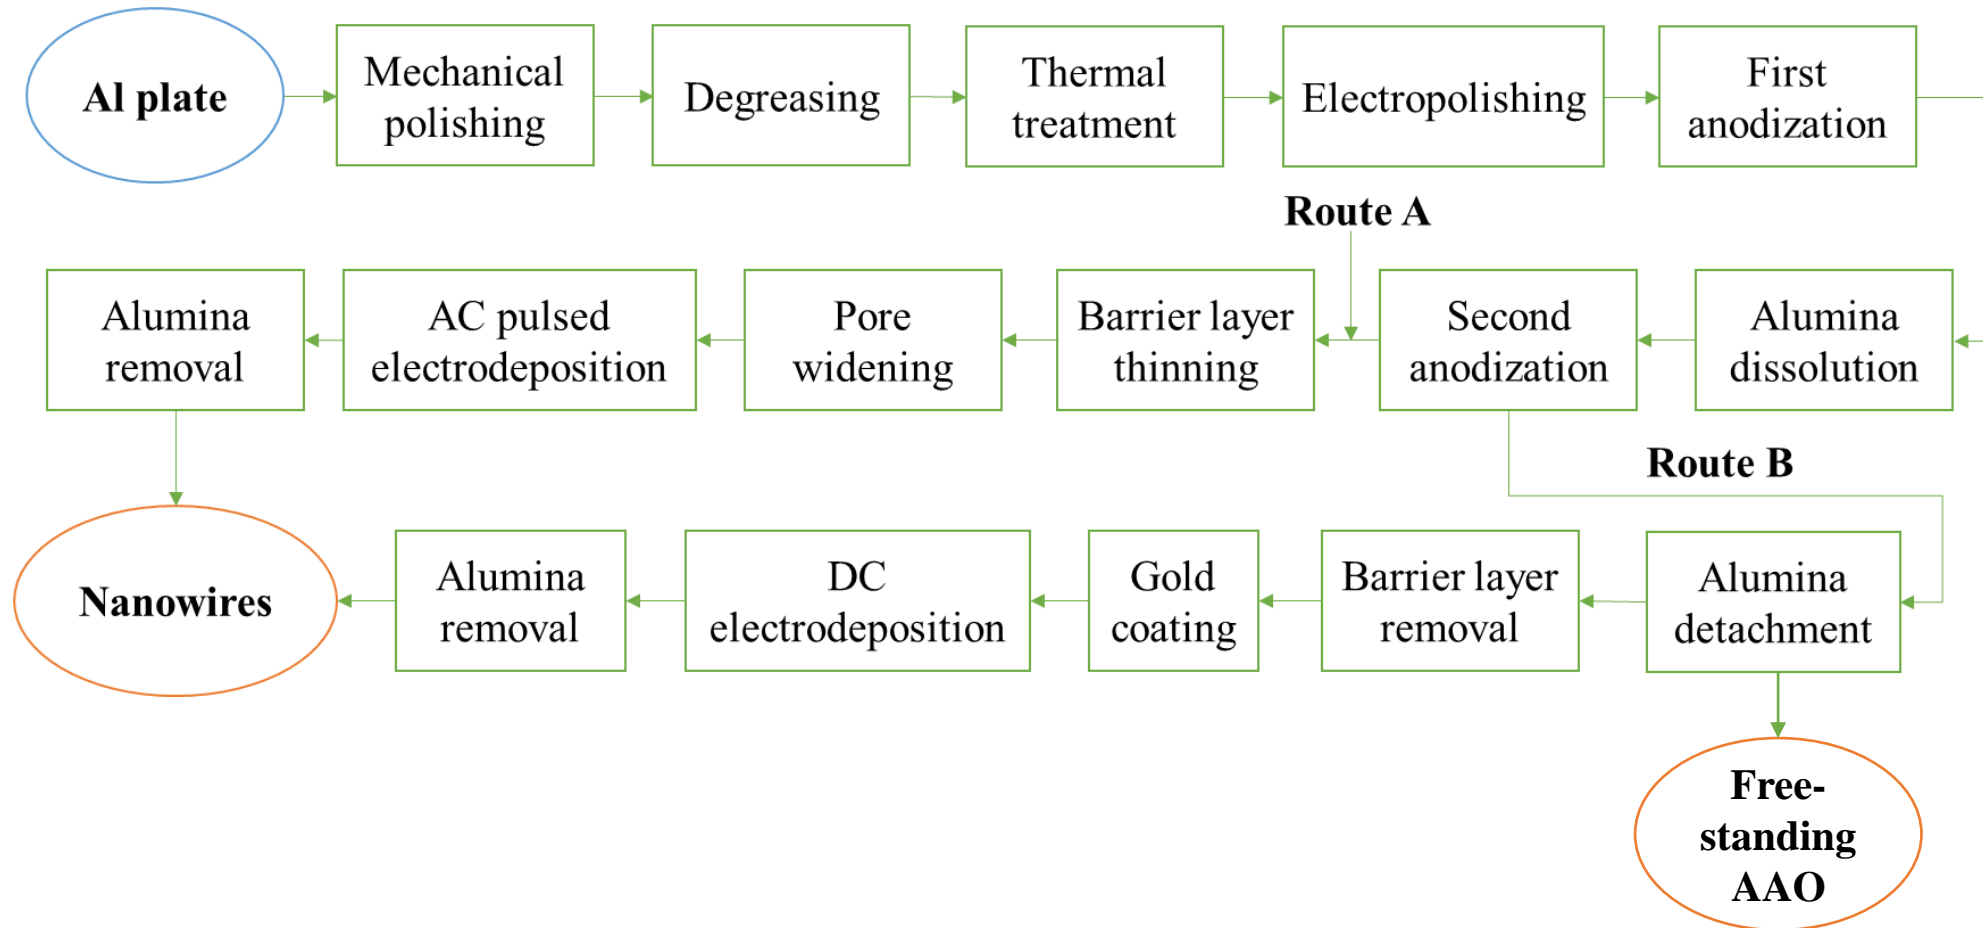 Al plate
Mechanical
polishing
Degreasing
Thermal
treatment
Electropolishing
First
anodization
Route A
Alumina
removal
AC pulsed
electrodeposition
Pore
widening
Barrier layer
thinning
Second
anodization
Alumina
dissolution
Route B
Nanowires
Alumina
removal
DC
electrodeposition
Gold
coating
Barrier layer
removal
Alumina
detachment
Free-
standing
AAO